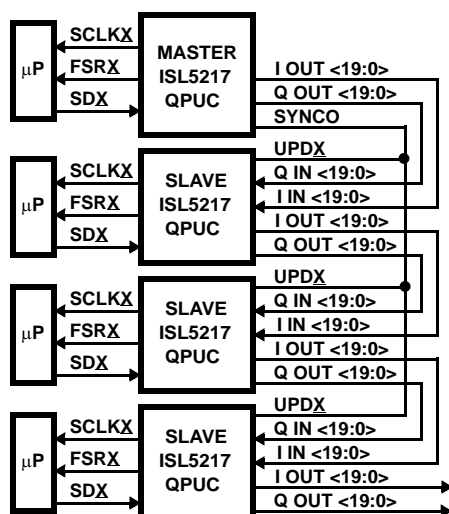 μP
SCLKX
FSRX
SDX
MASTER
ISL5217
QPUC
I OUT <19:0>
Q OUT <19:0>
SYNCO
μP
SCLKX
FSRX
SDX
SLAVE
ISL5217
QPUC
UPDX
Q IN <19:0>
I IN <19:0>
I OUT <19:0>
Q OUT <19:0>
μP
SCLKX
FSRX
SDX
SLAVE
ISL5217
QPUC
UPDX
Q IN <19:0>
I IN <19:0>
I OUT <19:0>
Q OUT <19:0>
μP
SCLKX
FSRX
SDX
SLAVE
ISL5217
QPUC
UPDX
Q IN <19:0>
I IN <19:0>
I OUT <19:0>
Q OUT <19:0>